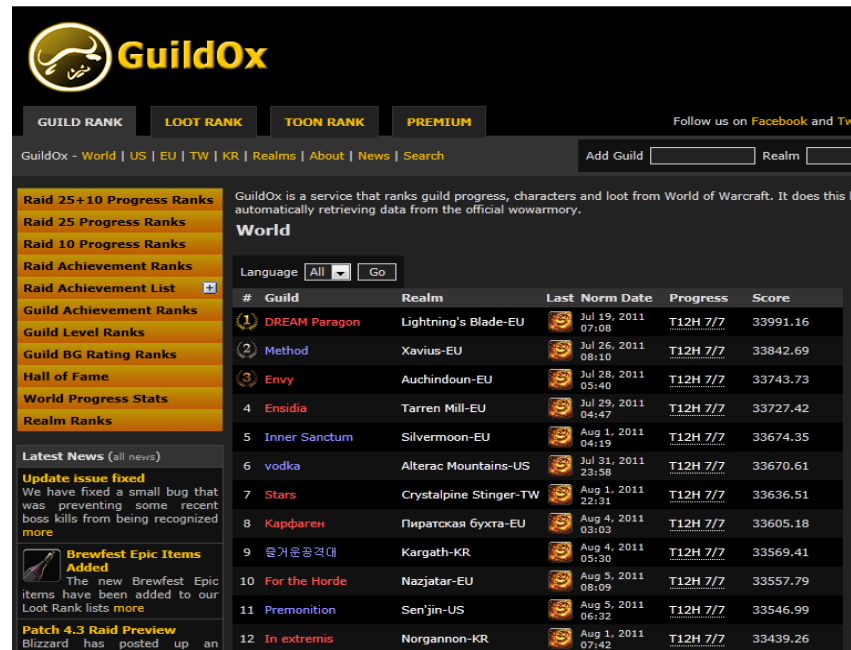 GuildOx
GUILD RANK LOOT RANK TOON RANK PREMIUM Follow us on Facebook and Tw
GuildOx - World | US | EU | TW | KR | Realms | About | News | Search Add Guild Realm
Raid 25+10 Progress Ranks
Raid 25 Progress Ranks
Raid 10 Progress Ranks
Raid Achievement Ranks
Raid Achievement List
Guild Achievement Ranks
Guild Level Ranks
Guild BG Rating Ranks
Hall of Fame
World Progress Stats
Realm Ranks
Latest News (all news)
Update issue fixed
We have fixed a small bug that
was preventing some recent
boss kills from being recognized
more
Brewfest Epic Items
Added
The new Brewfest Epic
items have been added to our
Loot Rank lists more
Patch 4.3 Raid Preview
Blizzard has posted up an
GuildOx is a service that ranks guild progress, characters and loot from World of Warcraft. It does this
automatically retrieving data from the official wowarmory.
World
Language All Go
# Guild Realm Last Norm Date Progress Score
1 DREAM Paragon Lightning's Blade-EU Jul 19, 2011 07:08 T12H 7/7 33991.16
2 Method Xavius-EU Jul 26, 2011 08:10 T12H 7/7 33842.69
3 Envy Auchindoun-EU Jul 28, 2011 05:40 T12H 7/7 33743.73
4 Ensidia Tarren Mill-EU Jul 29, 2011 04:47 T12H 7/7 33727.42
5 Inner Sanctum Silvermoon-EU Aug 1, 2011 04:19 T12H 7/7 33674.35
6 vodka Alterac Mountains-US Jul 31, 2011 23:58 T12H 7/7 33670.61
7 Stars Crystalpine Stinger-TW Aug 1, 2011 22:31 T12H 7/7 33636.51
8 Карфаген Пиратская бухта-EU Aug 4, 2011 03:03 T12H 7/7 33605.18
9 즐거운공격대 Kargath-KR Aug 4, 2011 05:30 T12H 7/7 33569.41
10 For the Horde Nazjatar-EU Aug 5, 2011 08:09 T12H 7/7 33557.79
11 Premonition Sen'jin-US Aug 5, 2011 06:32 T12H 7/7 33546.99
12 In extremis Norgannon-KR Aug 1, 2011 07:42 T12H 7/7 33439.26